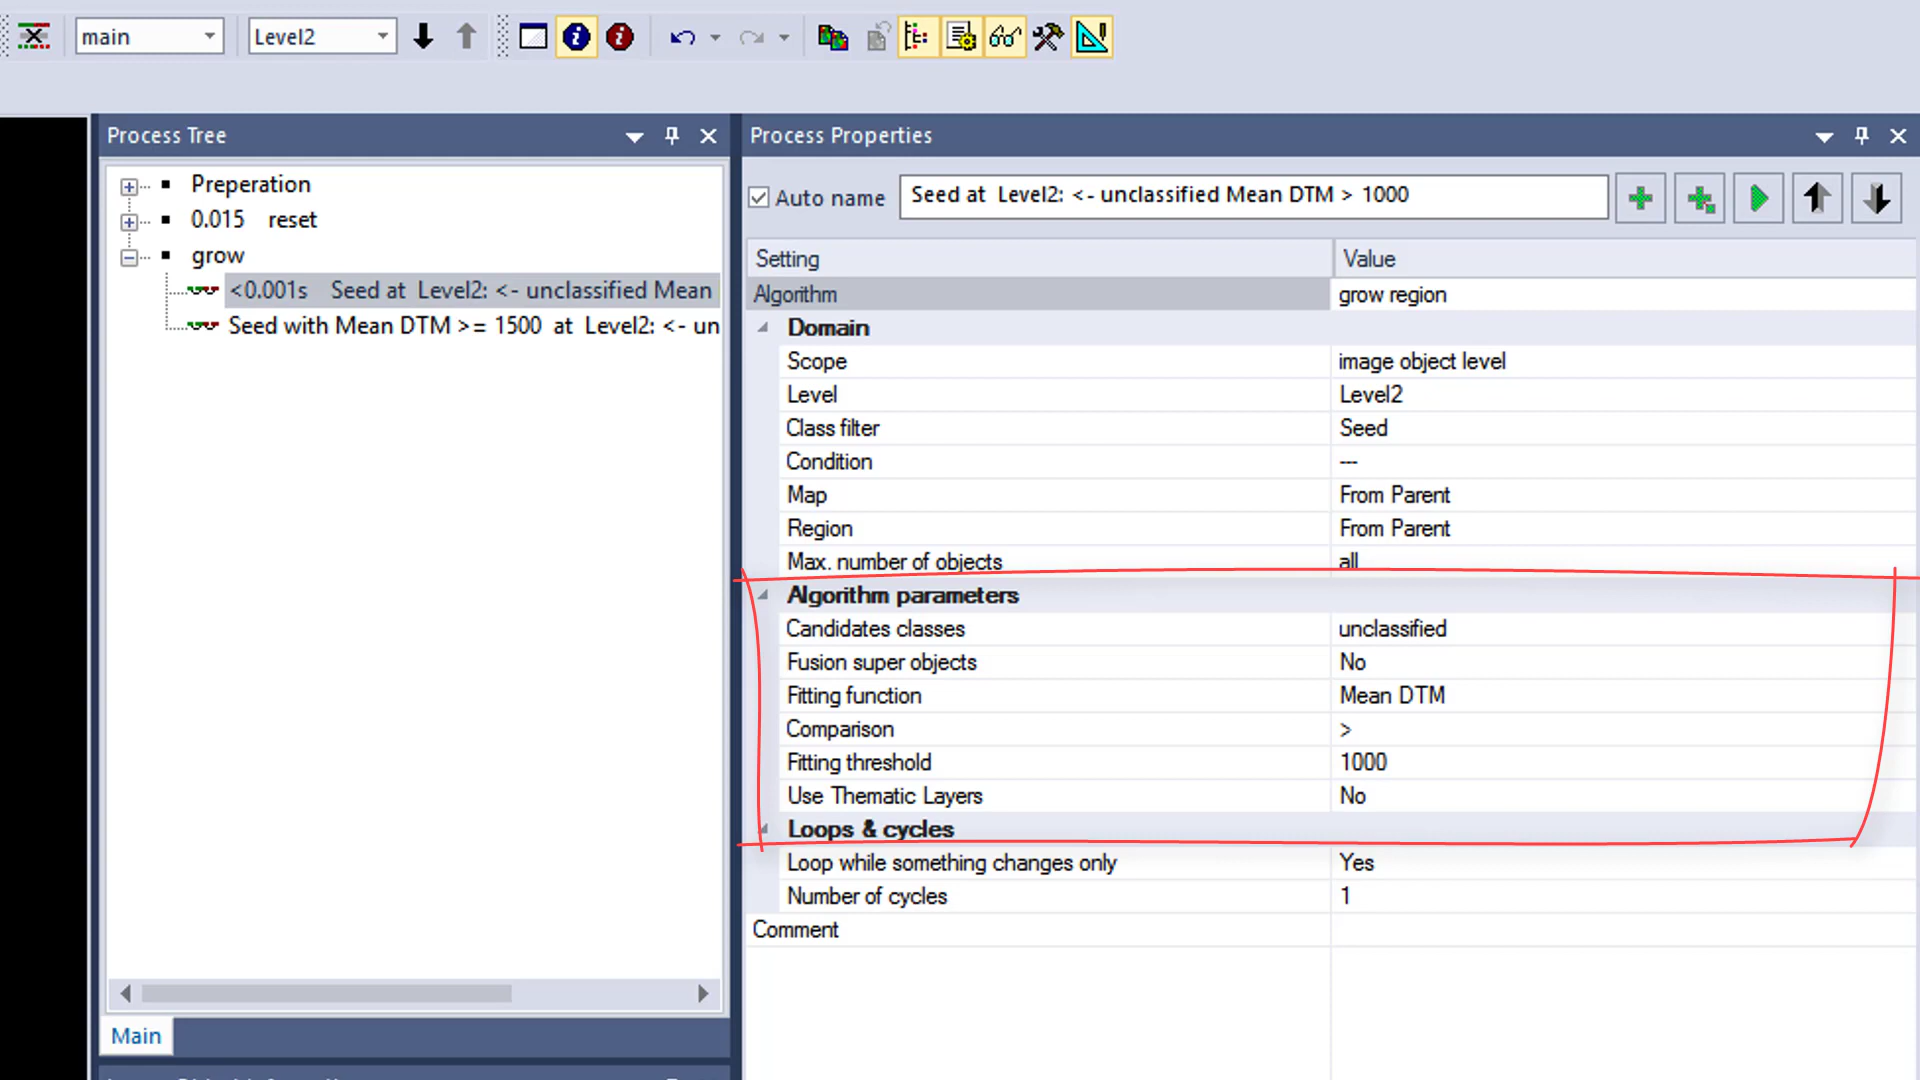 main
Level2
Process Tree
Process Properties
Preperation
0.015 reset
grow
<0.001s Seed at Level2: <- unclassified Mean
Seed with Mean DTM >= 1500 at Level2: <- un
Main
Auto name
Seed at Level2: <- unclassified Mean DTM > 1000
Setting Value
Algorithm grow region
Domain
Scope image object level
Level Level2
Class filter Seed
Condition ---
Map From Parent
Region From Parent
Max. number of objects all
Algorithm parameters
Candidates classes unclassified
Fusion super objects No
Fitting function Mean DTM
Comparison >
Fitting threshold 1000
Use Thematic Layers No
Loops & cycles
Loop while something changes only Yes
Number of cycles 1
Comment